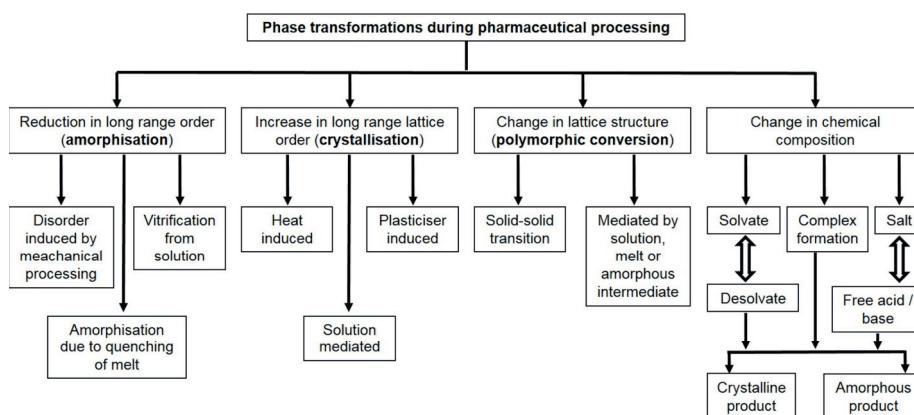 Phase transformations during pharmaceutical processing
Reduction in long range order
(amorphisation)
Increase in long range lattice
order (crystallisation)
Change in lattice structure
(polymorphic conversion)
Change in chemical
composition
Disorder
induced by
meachanical
processing
Vitrification
from
solution
Heat
induced
Plasticiser
induced
Solid-solid
transition
Mediated by
solution,
melt or
amorphous
intermediate
Solvate
Complex
formation
Salt
Desolvate
Free acid /
base
Amorphisation
due to quenching
of melt
Solution
mediated
Crystalline
product
Amorphous
product